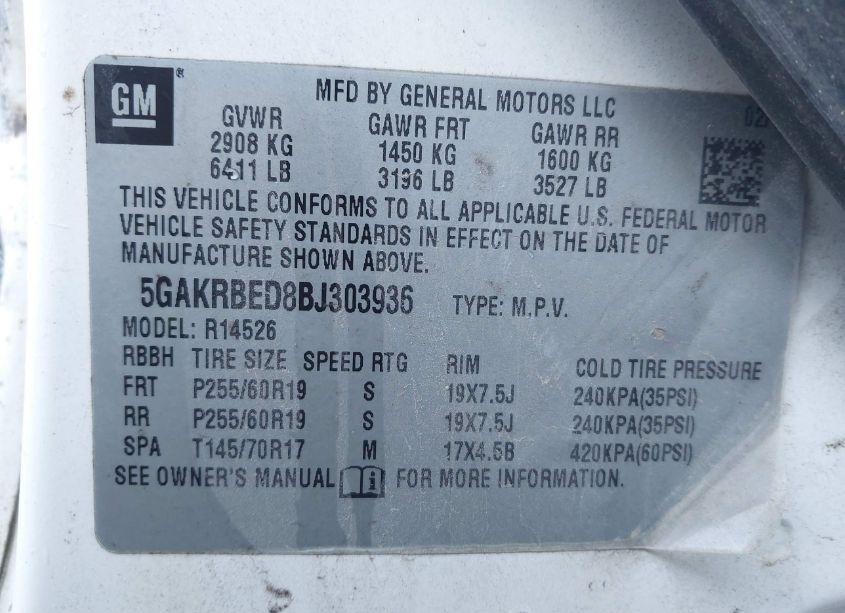 GM ®
MFD BY GENERAL MOTORS LLC
GVWR GAWR FRT GAWR RR
2908 KG 1450 KG 1600 KG
6411 LB 3196 LB 3527 LB
THIS VEHICLE CONFORMS TO ALL APPLICABLE U.S. FEDERAL MOTOR
VEHICLE SAFETY STANDARDS IN EFFECT ON THE DATE OF
MANUFACTURE SHOWN ABOVE.
5GAKRBED8BJ303936 TYPE: M.P.V.
MODEL: R14526
RBBH TIRE SIZE SPEED RTG RIM COLD TIRE PRESSURE
FRT P255/60R19 S 19X7.5J 240KPA(35PSI)
RR P255/60R19 S 19X7.5J 240KPA(35PSI)
SPA T145/70R17 M 17X4.5B 420KPA(60PSI)
SEE OWNER'S MANUAL FOR MORE INFORMATION.